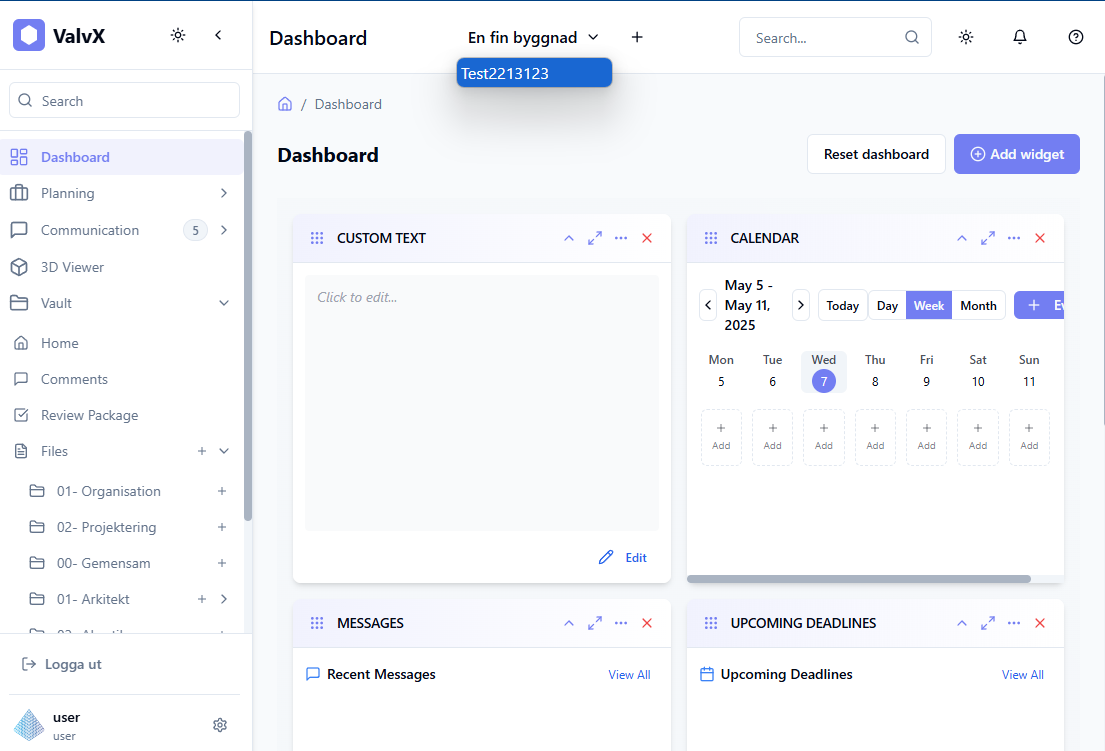 ValvX
Search
Dashboard
Planning
Communication 5
3D Viewer
Vault
Home
Comments
Review Package
Files
01- Organisation
02- Projektering
00- Gemensam
01- Arkitekt
Logga ut
user
user
Dashboard
En fin byggnad
Test2213123
Search...
/ Dashboard
Dashboard
Reset dashboard
Add widget
CUSTOM TEXT
Click to edit...
Edit
CALENDAR
May 5 -
May 11,
2025
Today Day Week Month
Mon Tue Wed Thu Fri Sat Sun
5 6 7 8 9 10 11
Add Add Add Add Add Add Add
MESSAGES
Recent Messages View All
UPCOMING DEADLINES
Upcoming Deadlines View All